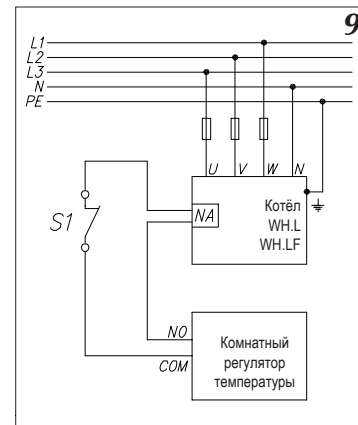 9
L1
L2
L3
N
PE
U V W N
NA
Котёл
WH.L
WH.LF
S1
NO
COM
Комнатный
регулятор
температуры